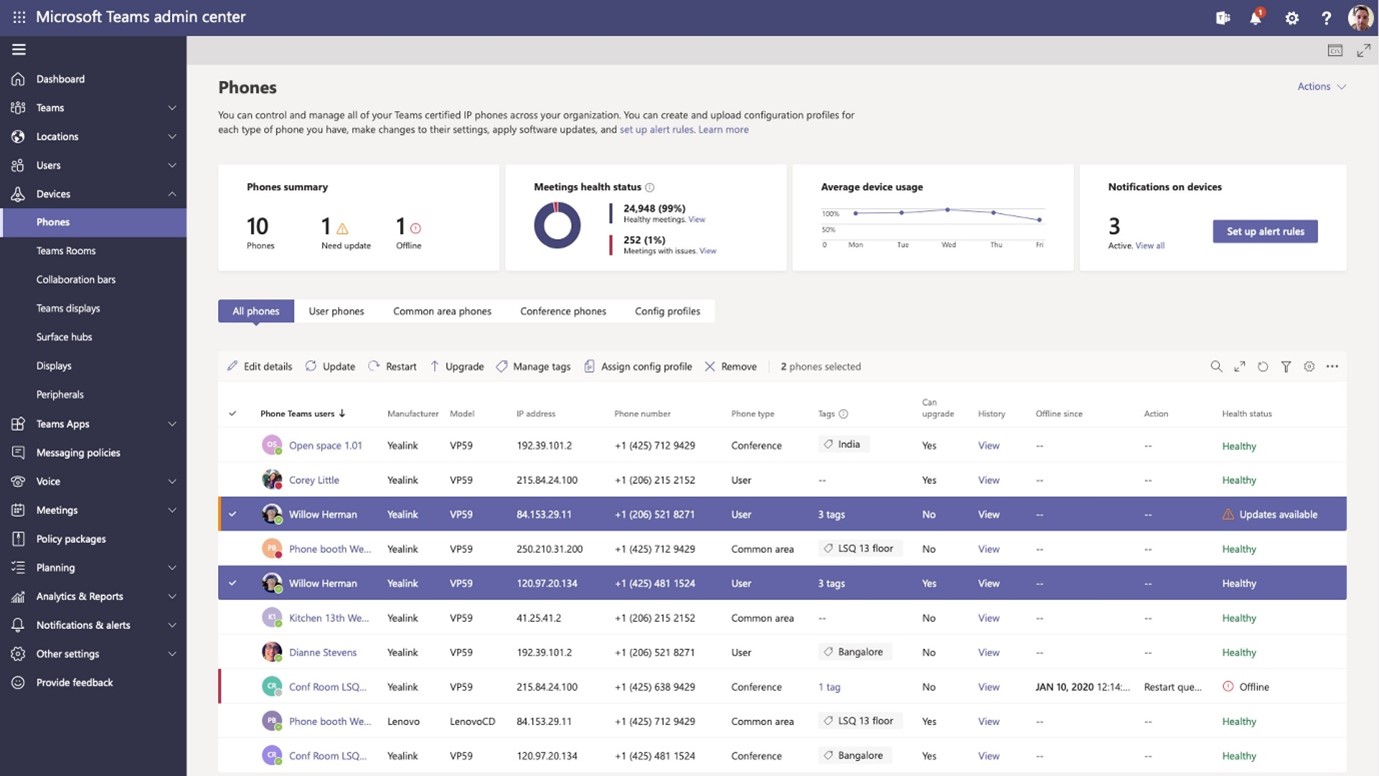 Microsoft Teams admin center
1
Dashboard
Teams
Locations
Users
Devices
Phones
Teams Rooms
Collaboration bars
Teams displays
Surface hubs
Displays
Peripherals
Teams Apps
Messaging policies
Voice
Meetings
Policy packages
Planning
Analytics & Reports
Notifications & alerts
Other settings
Provide feedback
Phones
Actions
You can control and manage all of your Teams certified IP phones across your organization. You can create and upload configuration profiles for
each type of phone you have, make changes to their settings, apply software updates, and set up alert rules. Learn more
Phones summary
10 1 1
Phones Need update Offline
Meetings health status
24,948 (99%)
Healthy meetings. View
252 (1%)
Meetings with issues. View
Average device usage
100%
50%
0 Mon Tue Wed Thu Fri
Notifications on devices
3
Active. View all
Set up alert rules
All phones User phones Common area phones Conference phones Config profiles
Edit details Update Restart Upgrade Manage tags Assign config profile Remove 2 phones selected
Phone Teams users Manufacturer Model IP address Phone number Phone type Tags Can upgrade History Offline since Action Health status
OS Open space 1.01 Yealink VP59 192.39.101.2 +1 (425) 712 9429 Conference India Yes View -- -- Healthy
Corey Little Yealink VP59 215.84.24.100 +1 (206) 215 2152 User -- Yes View -- -- Healthy
Willow Herman Yealink VP59 84.153.29.11 +1 (206) 521 8271 User 3 tags No View -- -- Updates available
PB Phone booth We... Yealink VP59 250.210.31.200 +1 (425) 712 9429 Common area LSQ 13 floor No View -- -- Healthy
Willow Herman Yealink VP59 120.97.20.134 +1 (425) 481 1524 User 3 tags Yes View -- -- Healthy
Kitchen 13th We... Yealink VP59 41.25.41.2 +1 (206) 215 2152 Common area -- No View -- -- Healthy
Dianne Stevens Yealink VP59 192.39.101.2 +1 (206) 521 8271 User Bangalore No View -- -- Healthy
CR Conf Room LSQ... Yealink VP59 215.84.24.100 +1 (425) 638 9429 Conference 1 tag No View JAN 10, 2020 12:14:... Restart que... Offline
PB Phone booth We... Lenovo LenovoCD 84.153.29.11 +1 (425) 712 9429 Common area LSQ 13 floor Yes View -- -- Healthy
CR Conf Room LSQ... Yealink VP59 120.97.20.134 +1 (425) 481 1524 Conference Bangalore Yes View -- -- Healthy